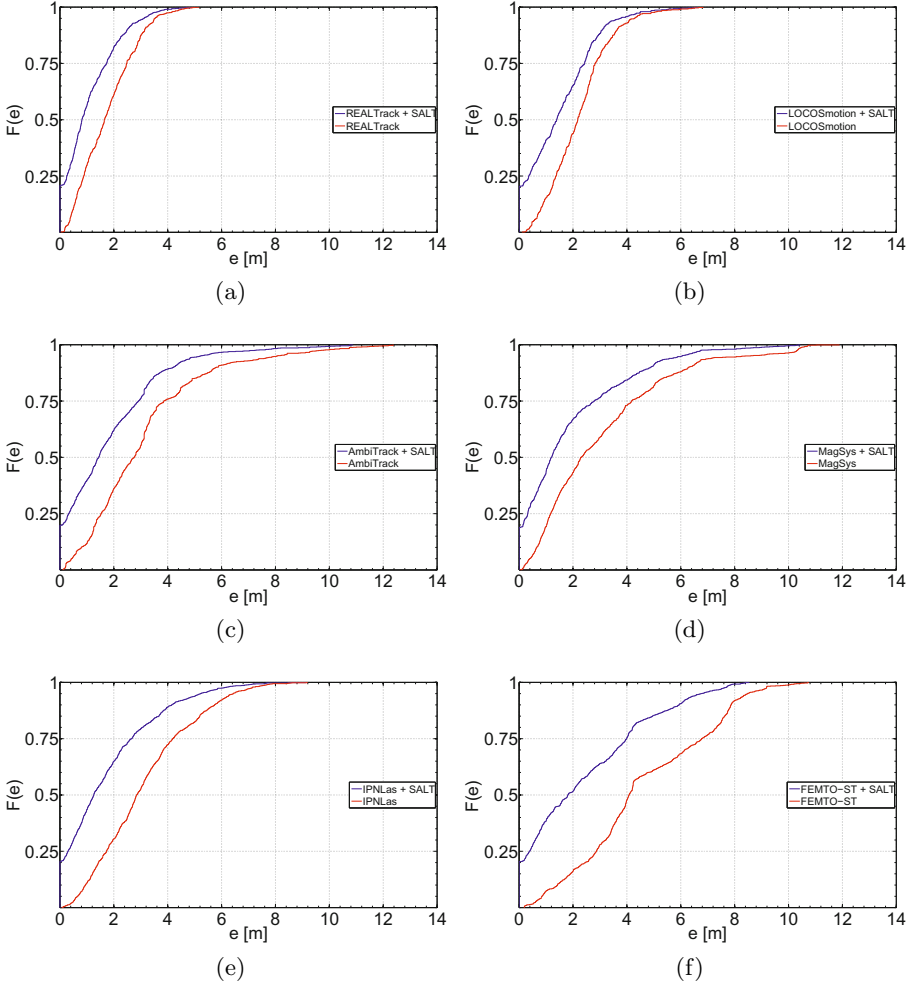 1
0.75
0.5
0.25
F(e)
REALTrack + SALT
REALTrack
0 2 4 6 8 10 12 14
e [m]
(a)
1
0.75
0.5
0.25
F(e)
LOCOSmotion + SALT
LOCOSmotion
0 2 4 6 8 10 12 14
e [m]
(b)
1
0.75
0.5
0.25
F(e)
AmbiTrack + SALT
AmbiTrack
0 2 4 6 8 10 12 14
e [m]
(c)
1
0.75
0.5
0.25
F(e)
MagSys + SALT
MagSys
0 2 4 6 8 10 12 14
e [m]
(d)
1
0.75
0.5
0.25
F(e)
IPNLas + SALT
IPNLas
0 2 4 6 8 10 12 14
e [m]
(e)
1
0.75
0.5
0.25
F(e)
FEMTO−ST + SALT
FEMTO−ST
0 2 4 6 8 10 12 14
e [m]
(f)